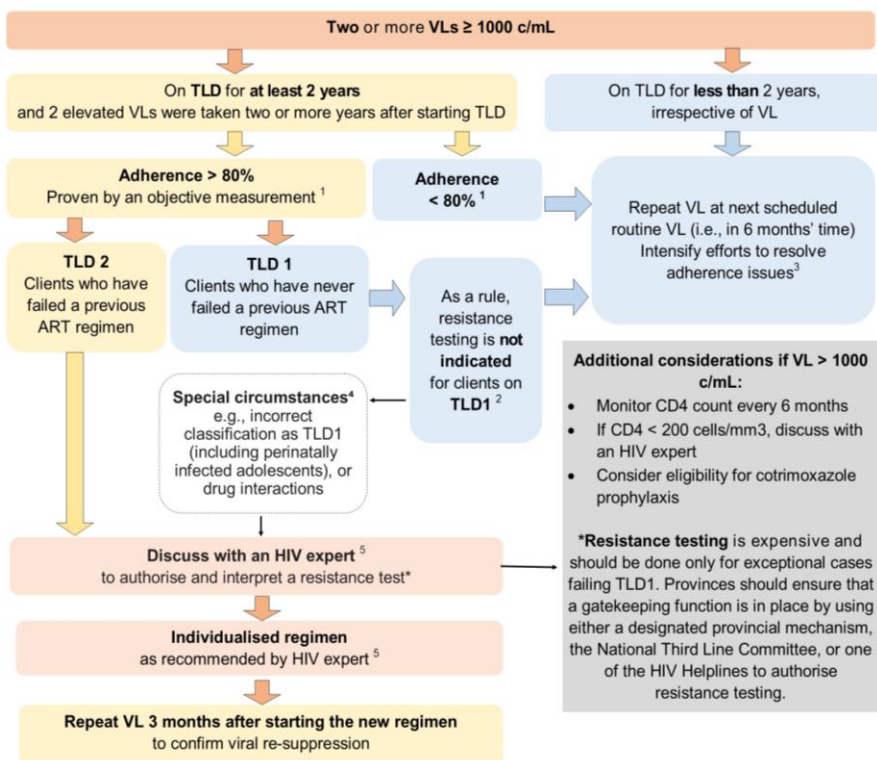 Two or more VLs ≥ 1000 c/mL
On TLD for at least 2 years
and 2 elevated VLs were taken two or more years after starting TLD
On TLD for less than 2 years,
irrespective of VL
Adherence > 80%
Proven by an objective measurement 1
Adherence
< 80% 1
Repeat VL at next scheduled
routine VL (i.e., in 6 months' time)
Intensify efforts to resolve
adherence issues3
TLD 2
Clients who have
failed a previous
ART regimen
TLD 1
Clients who have never
failed a previous ART
regimen
As a rule,
resistance
testing is not
indicated
for clients on
TLD1 2
Special circumstances4
e.g., incorrect
classification as TLD1
(including perinatally
infected adolescents), or
drug interactions
Additional considerations if VL > 1000
c/mL:
• Monitor CD4 count every 6 months
• If CD4 < 200 cells/mm3, discuss with
an HIV expert
• Consider eligibility for cotrimoxazole
prophylaxis
*Resistance testing is expensive and
should be done only for exceptional cases
failing TLD1. Provinces should ensure that
a gatekeeping function is in place by using
either a designated provincial mechanism,
the National Third Line Committee, or one
of the HIV Helplines to authorise
resistance testing.
Discuss with an HIV expert 5
to authorise and interpret a resistance test*
Individualised regimen
as recommended by HIV expert 5
Repeat VL 3 months after starting the new regimen
to confirm viral re-suppression